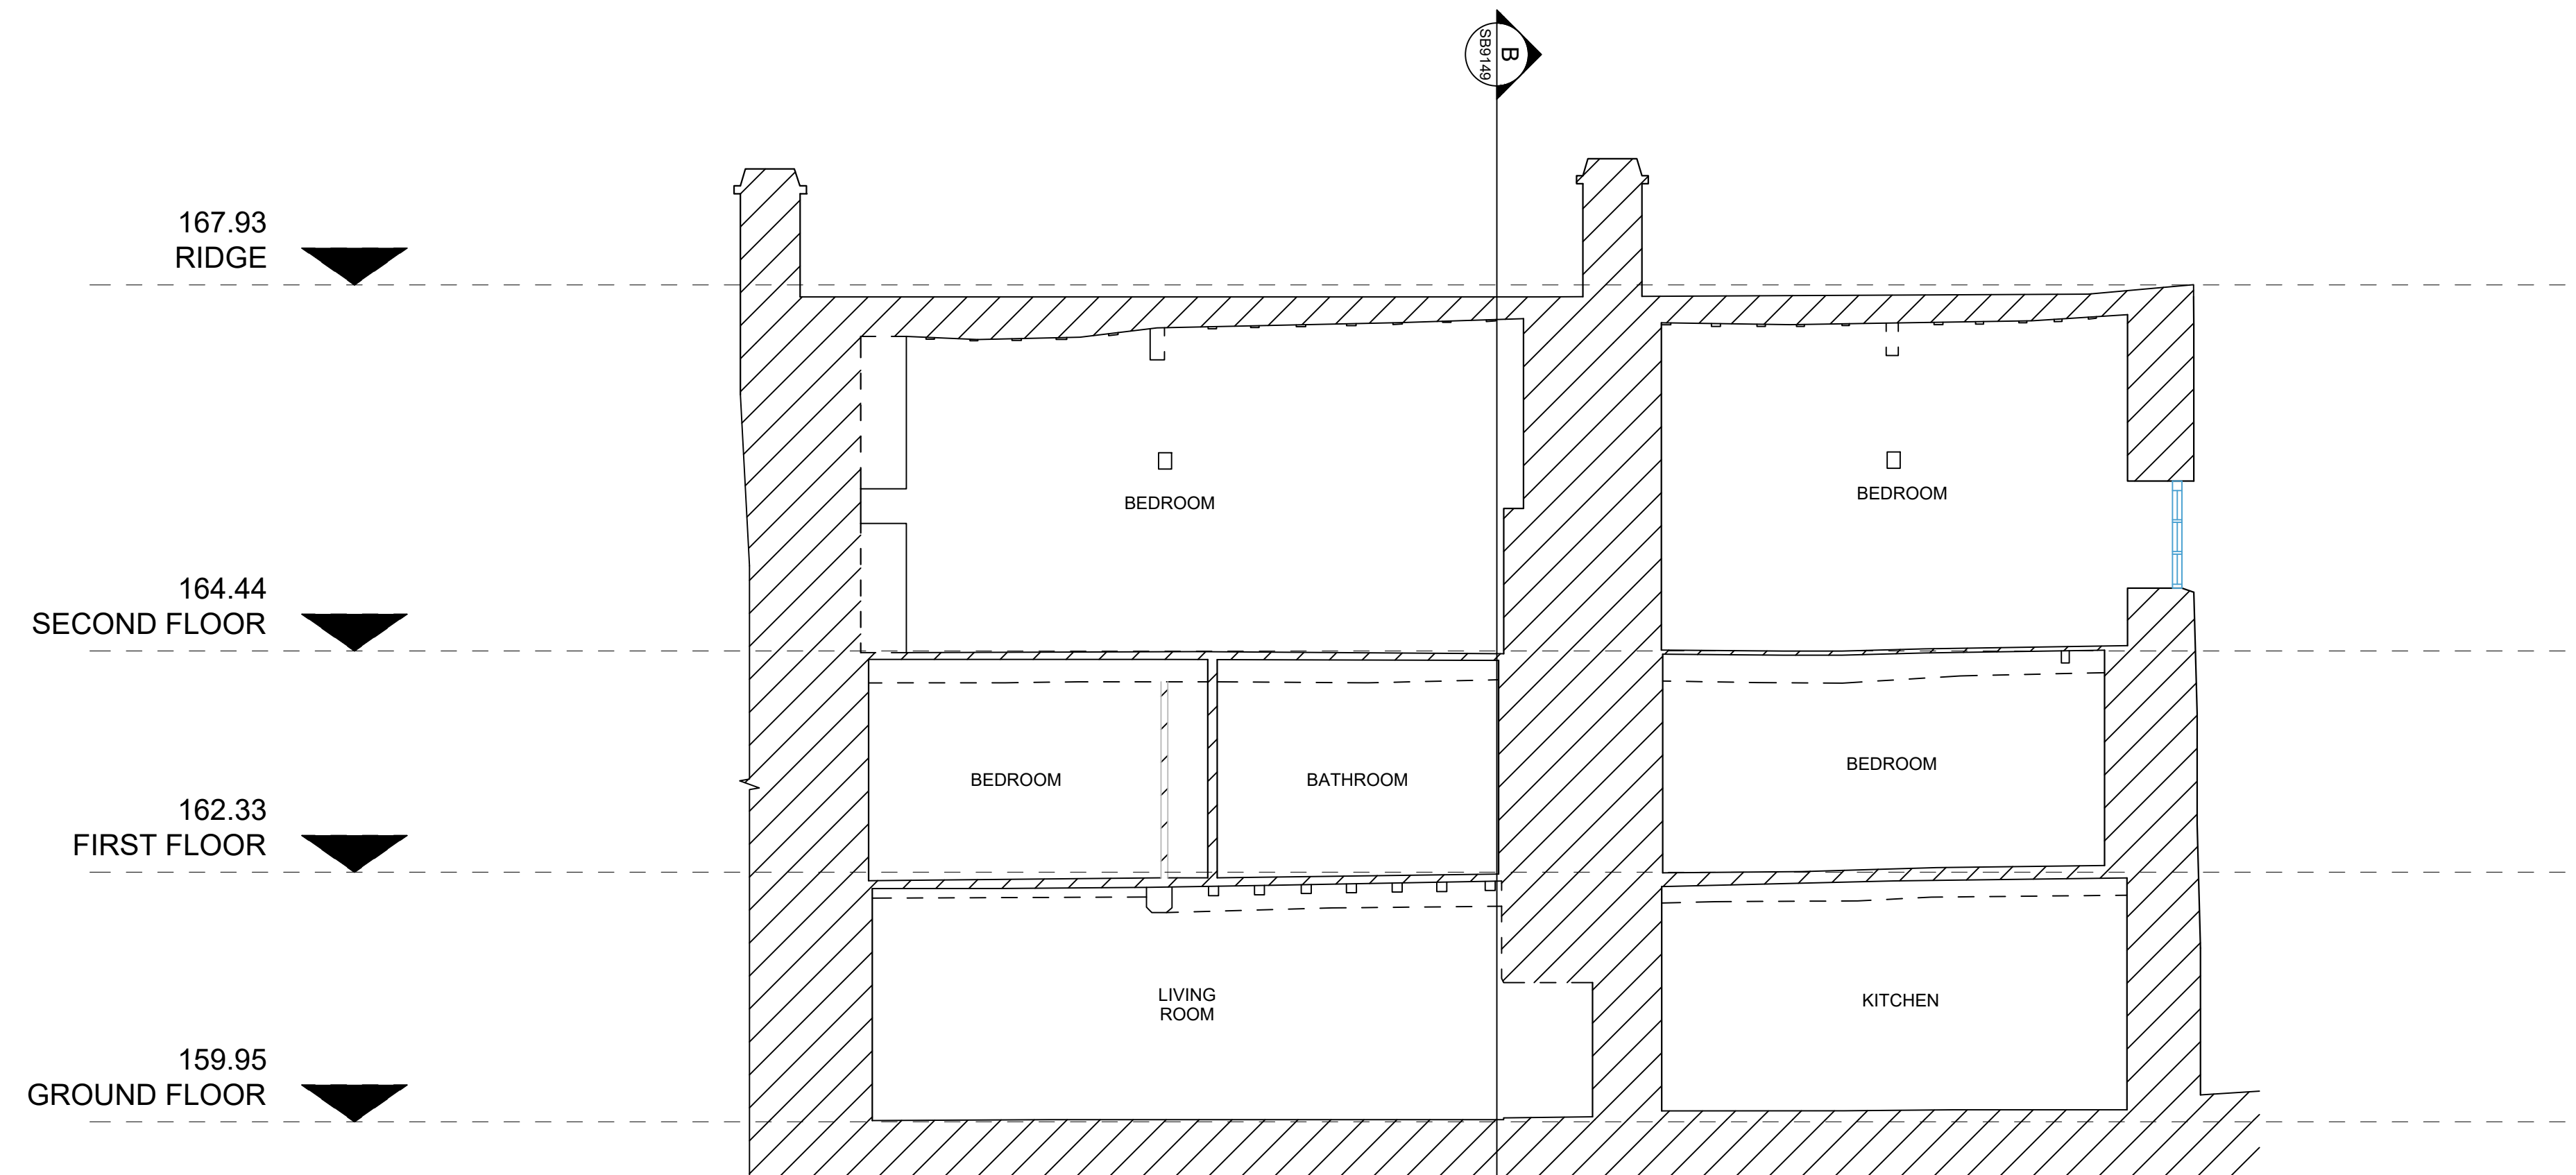 B
SB9149
167.93
RIDGE
BEDROOM
BEDROOM
164.44
SECOND FLOOR
BEDROOM
BATHROOM
BEDROOM
162.33
FIRST FLOOR
LIVING
ROOM
KITCHEN
159.95
GROUND FLOOR